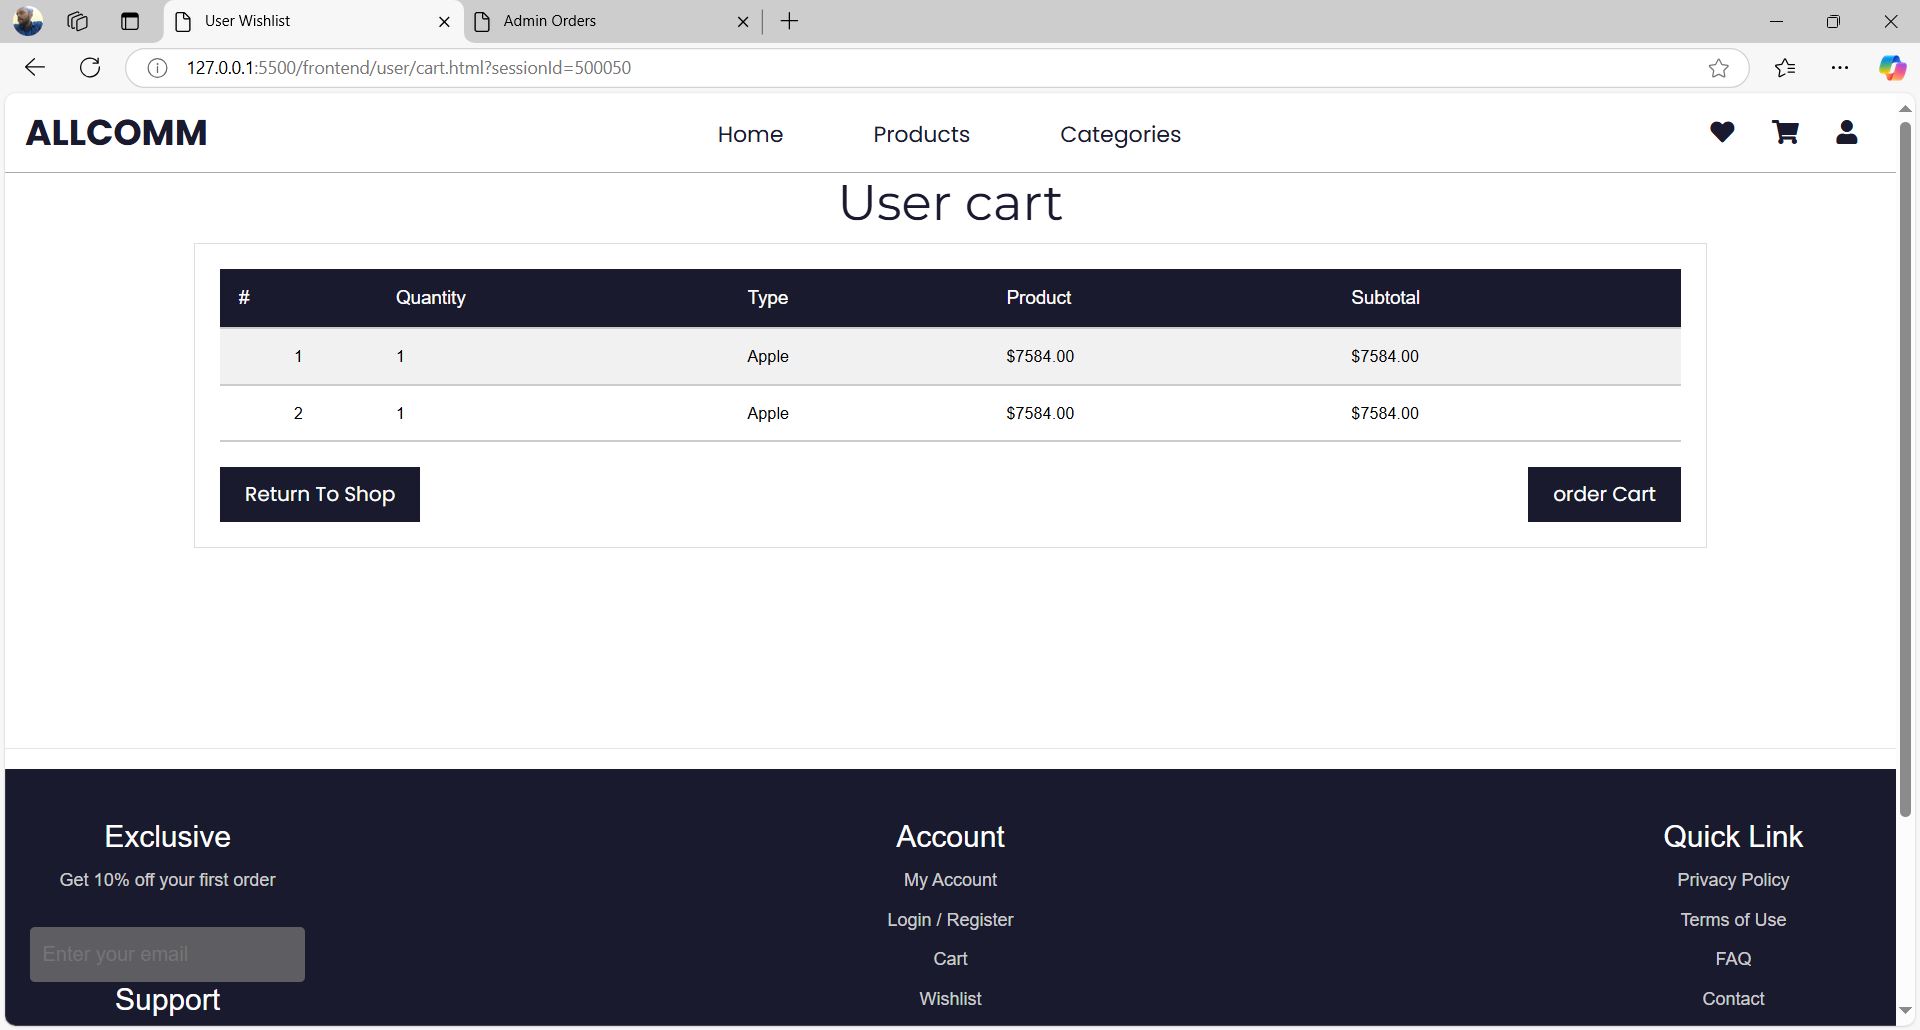 User Wishlist
Admin Orders
127.0.0.1:5500/frontend/user/cart.html?sessionId=500050
ALLCOMM
Home Products Categories
User cart
# Quantity Type Product Subtotal
1 1 Apple $7584.00 $7584.00
2 1 Apple $7584.00 $7584.00
Return To Shop order Cart
Exclusive
Get 10% off your first order
Enter your email
Support
Account
My Account
Login / Register
Cart
Wishlist
Quick Link
Privacy Policy
Terms of Use
FAQ
Contact